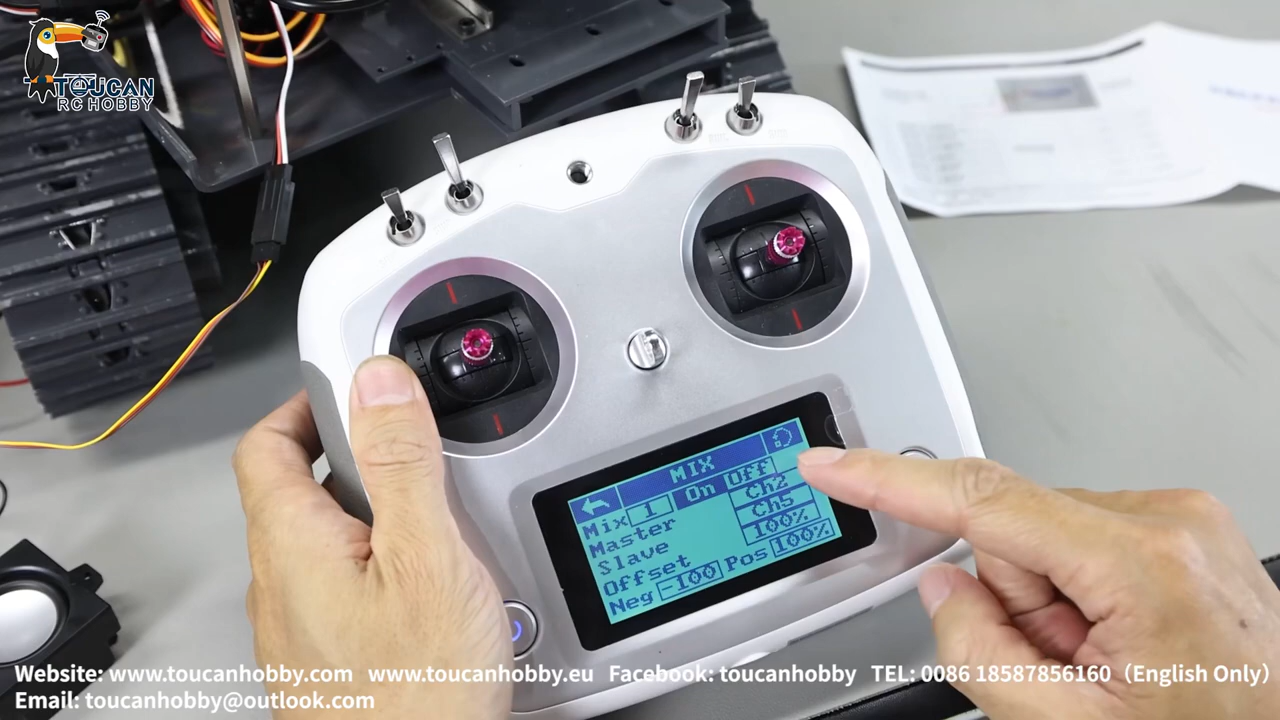 TOUCAN
RC HOBBY
MIX
Mix 1 On Off
Master Ch2
Slave Ch5
Offset 100%
Neg -100 Pos 100%
Website: www.toucanhobby.com www.toucanhobby.eu Facebook: toucanhobby TEL: 0086 18587856160（English Only）
Email: toucanhobby@outlook.com